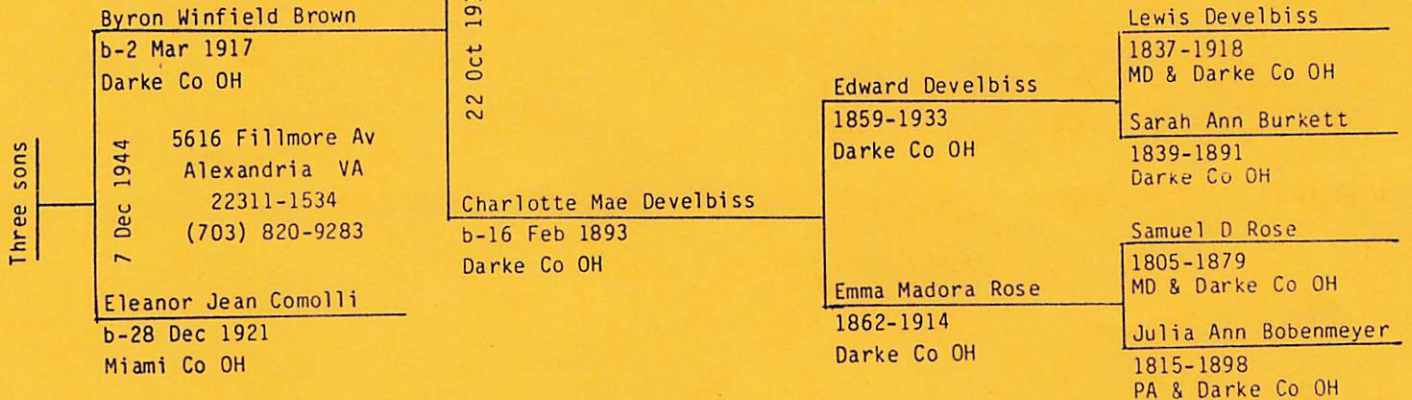 Three sons
Byron Winfield Brown
b-2 Mar 1917
Darke Co OH
7 Dec 1944
5616 Fillmore Av
Alexandria VA
22311-1534
(703) 820-9283
Eleanor Jean Comolli
b-28 Dec 1921
Miami Co OH
22 Oct
Charlotte Mae Develbiss
b-16 Feb 1893
Darke Co OH
Edward Develbiss
1859-1933
Darke Co OH
Emma Madora Rose
1862-1914
Darke Co OH
Lewis Develbiss
1837-1918
MD & Darke Co OH
Sarah Ann Burkett
1839-1891
Darke Co OH
Samuel D Rose
1805-1879
MD & Darke Co OH
Julia Ann Bobenmeyer
1815-1898
PA & Darke Co OH